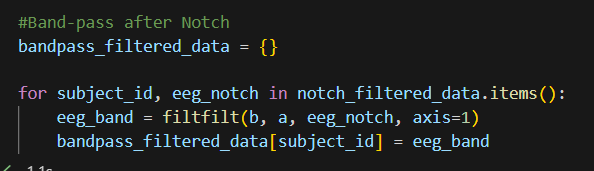 #Band-pass after Notch
bandpass_filtered_data = {}
for subject_id, eeg_notch in notch_filtered_data.items():
    eeg_band = filtfilt(b, a, eeg_notch, axis=1)
    bandpass_filtered_data[subject_id] = eeg_band